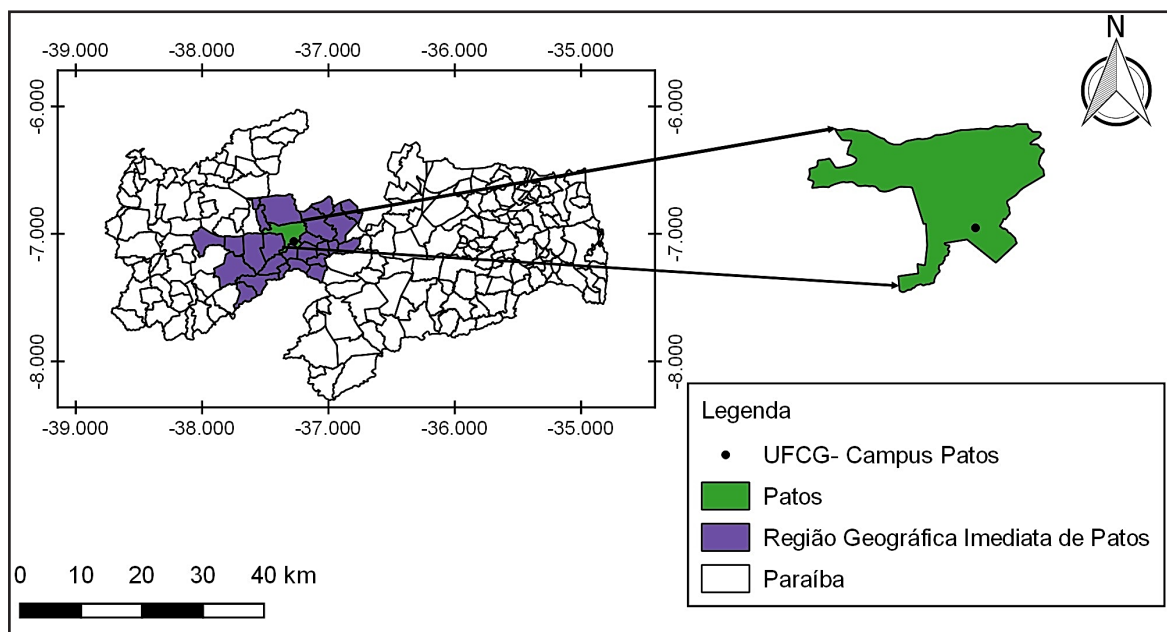 -39.000 -38.000 -37.000 -36.000 -35.000
N
-6.000 -6.000
-7.000 -7.000
-8.000 -8.000
-39.000 -38.000 -37.000 -36.000 -35.000
Legenda
UFCG- Campus Patos
Patos
Região Geográfica Imediata de Patos
Paraíba
0 10 20 30 40 km